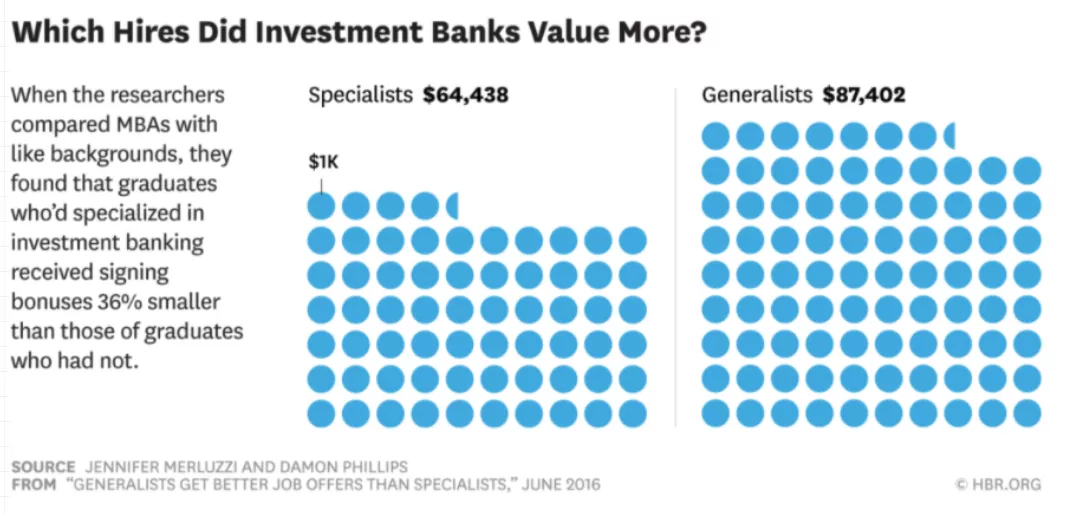 Which Hires Did Investment Banks Value More?
When the researchers
compared MBAs with
like backgrounds, they
found that graduates
who'd specialized in
investment banking
received signing
bonuses 36% smaller
than those of graduates
who had not.
Specialists $64,438
$1K
Generalists $87,402
SOURCE JENNIFER MERLUZZI AND DAMON PHILLIPS
FROM "GENERALISTS GET BETTER JOB OFFERS THAN SPECIALISTS," JUNE 2016
© HBR.ORG